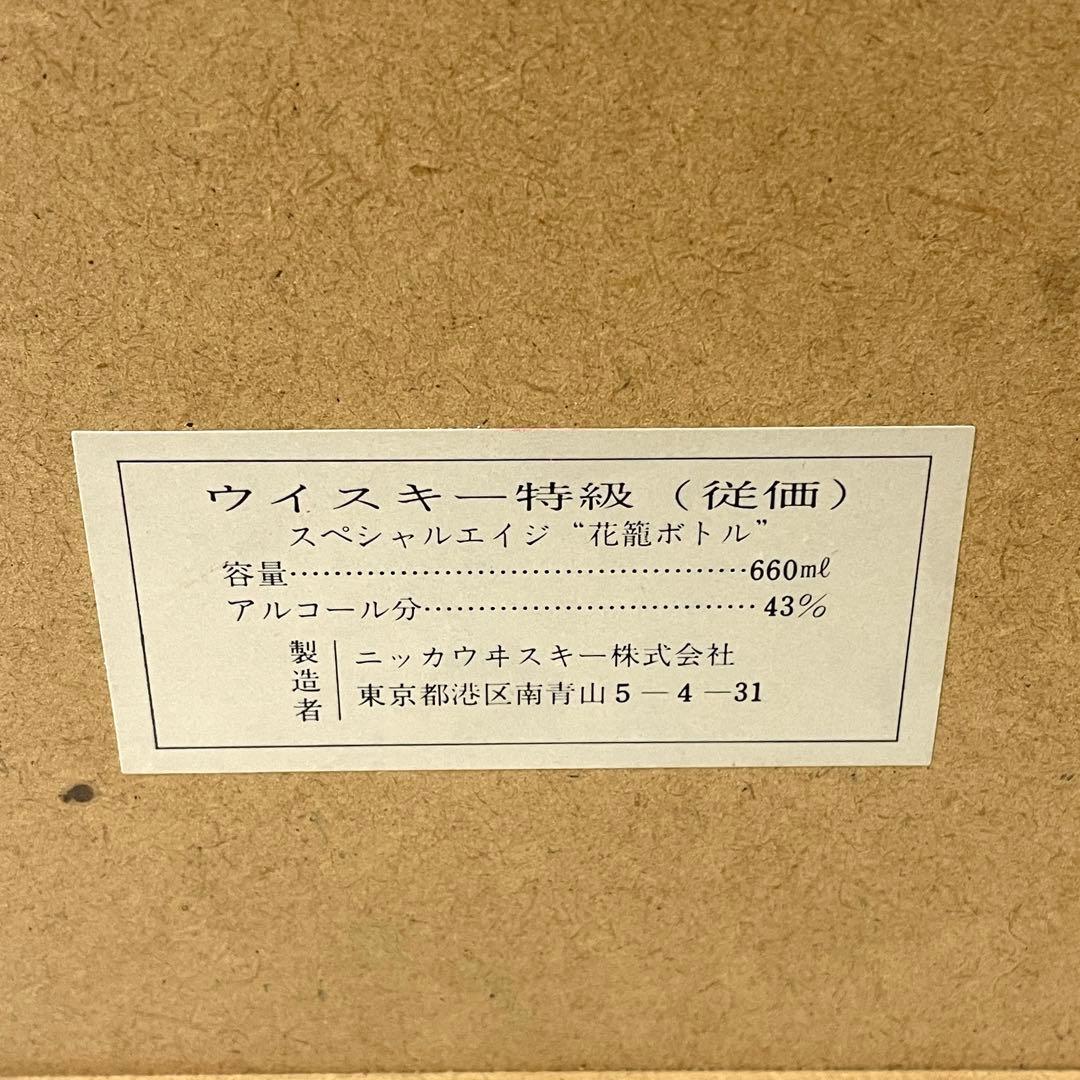 ウイスキー特級（従価）
スペシャルエイジ“花籠ボトル”
容量……………………………………660mℓ
アルコール分…………………………43%
製造者
ニッカウヰスキー株式会社
東京都港区南青山5－4－31